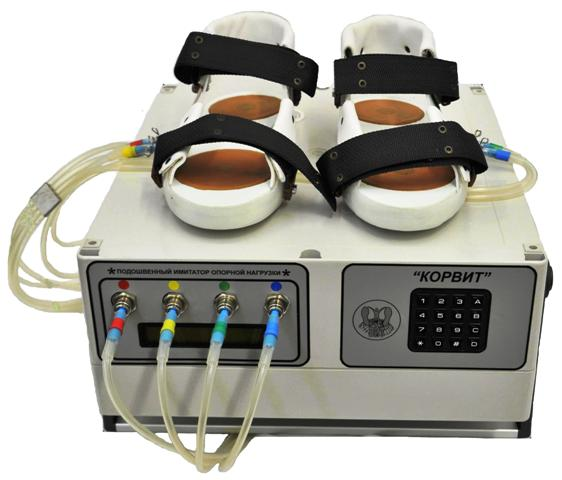 * ПОДОШВЕННЫЙ ИМИТАТОР ОПОРНОЙ НАГРУЗКИ *
"КОРВИТ"
1 2 3 A
4 5 6 B
7 8 9 C
* 0 # D